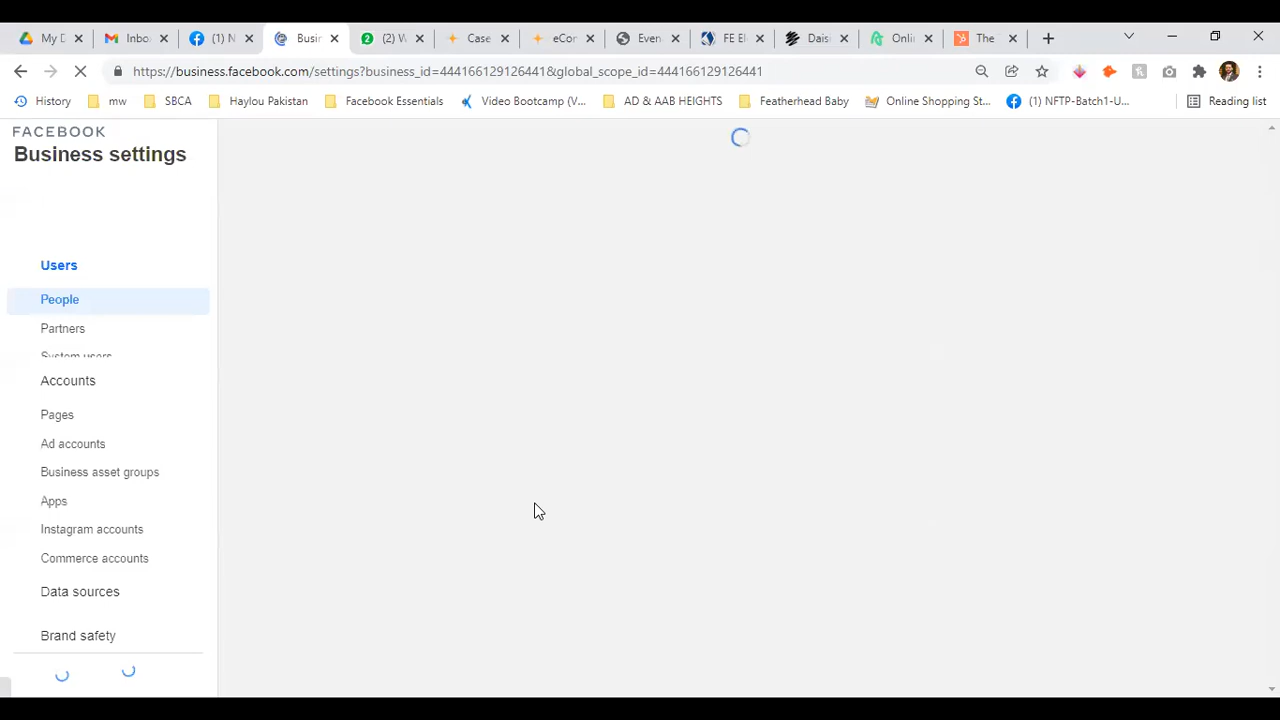 My D
Inbo
(1) N
Busir
(2) W
Case
eCor
Even
FE El
Dais
Onli
The
https://business.facebook.com/settings?business_id=444166129126441&global_scope_id=444166129126441
History
mw
SBCA
Haylou Pakistan
Facebook Essentials
Video Bootcamp (V...
AD & AAB HEIGHTS
Featherhead Baby
Online Shopping St...
(1) NFTP-Batch1-U...
Reading list
FACEBOOK
Business settings
Users
People
Partners
System users
Accounts
Pages
Ad accounts
Business asset groups
Apps
Instagram accounts
Commerce accounts
Data sources
Brand safety